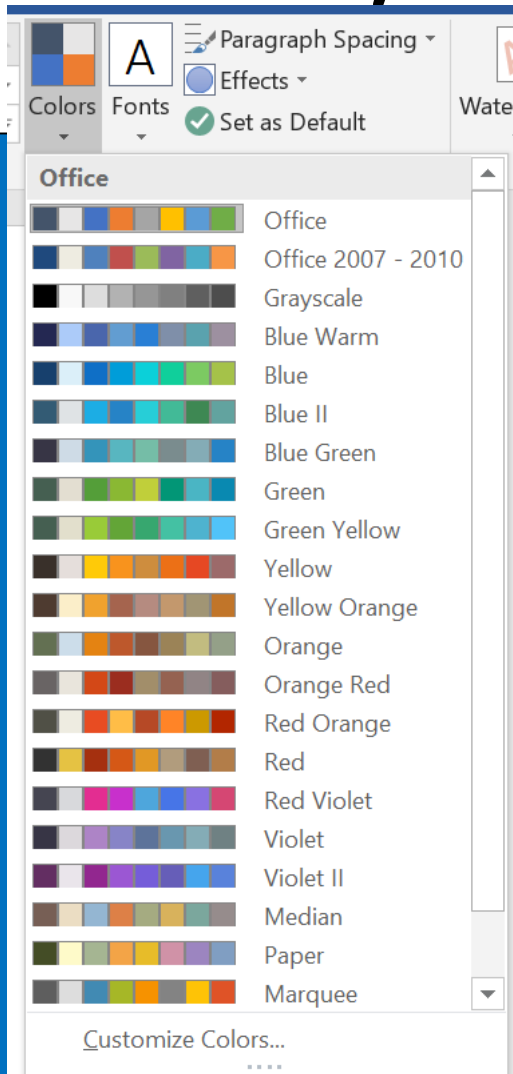 A
Paragraph Spacing
Effects
Colors Fonts
Set as Default
Office
Office
Office 2007 - 2010
Grayscale
Blue Warm
Blue
Blue II
Blue Green
Green
Green Yellow
Yellow
Yellow Orange
Orange
Orange Red
Red Orange
Red
Red Violet
Violet
Violet II
Median
Paper
Marquee
Customize Colors...